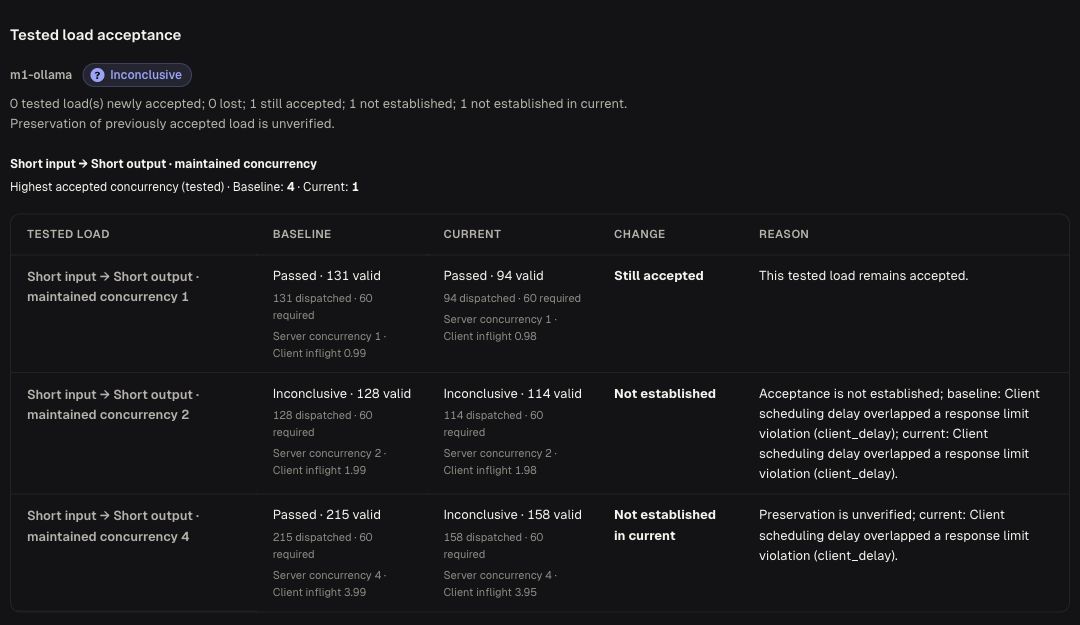 Tested load acceptance
m1-ollama ? Inconclusive
0 tested load(s) newly accepted; 0 lost; 1 still accepted; 1 not established; 1 not established in current.
Preservation of previously accepted load is unverified.
Short input → Short output · maintained concurrency
Highest accepted concurrency (tested) · Baseline: 4 · Current: 1
TESTED LOAD BASELINE CURRENT CHANGE REASON
Short input → Short output ·
maintained concurrency 1
Passed · 131 valid
131 dispatched · 60
required
Server concurrency 1 ·
Client inflight 0.99
Passed · 94 valid
94 dispatched · 60 required
Server concurrency 1 ·
Client inflight 0.98
Still accepted
This tested load remains accepted.
Short input → Short output ·
maintained concurrency 2
Inconclusive · 128 valid
128 dispatched · 60
required
Server concurrency 2 ·
Client inflight 1.99
Inconclusive · 114 valid
114 dispatched · 60
required
Server concurrency 2 ·
Client inflight 1.98
Not established
Acceptance is not established; baseline: Client
scheduling delay overlapped a response limit
violation (client_delay); current: Client
scheduling delay overlapped a response limit
violation (client_delay).
Short input → Short output ·
maintained concurrency 4
Passed · 215 valid
215 dispatched · 60
required
Server concurrency 4 ·
Client inflight 3.99
Inconclusive · 158 valid
158 dispatched · 60
required
Server concurrency 4 ·
Client inflight 3.95
Not established
in current
Preservation is unverified; current: Client
scheduling delay overlapped a response limit
violation (client_delay).